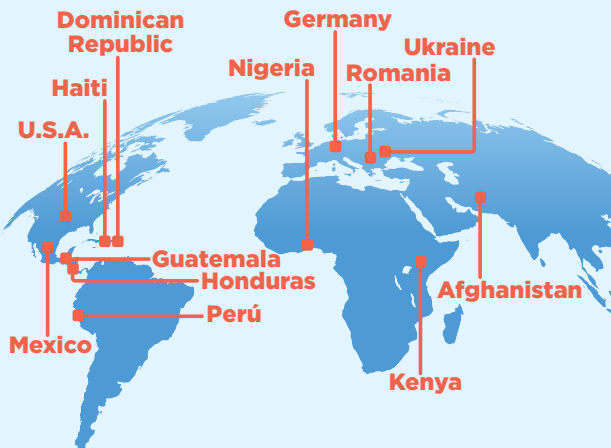 Dominican
Republic
Germany
Ukraine
Nigeria
Romania
Haiti
U.S.A.
Guatemala
Honduras
Afghanistan
Perú
Mexico
Kenya